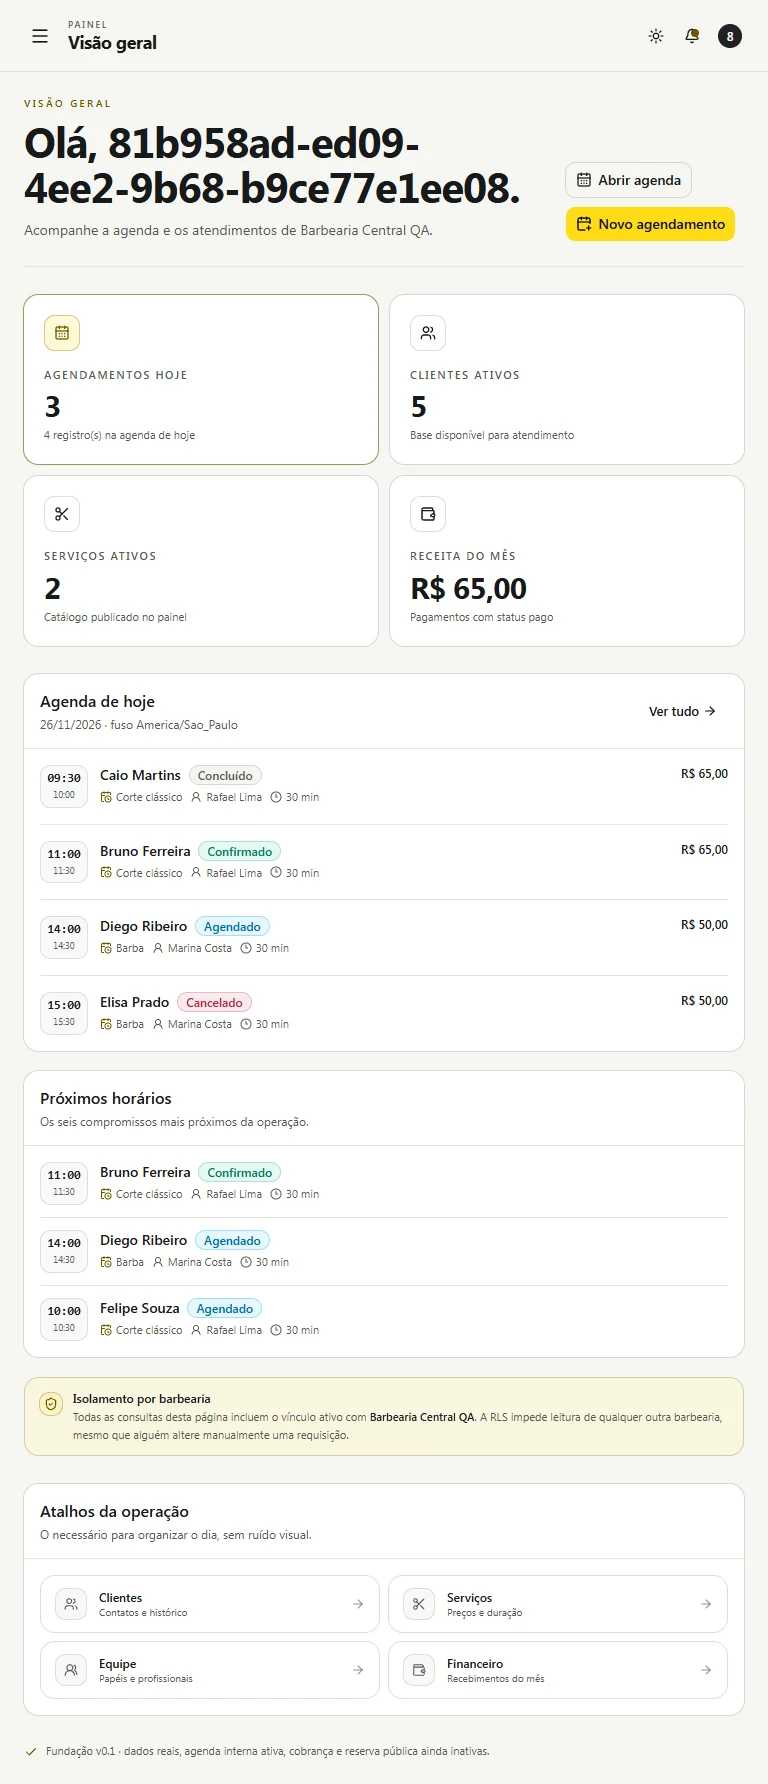 PAINEL
Visão geral
8
VISÃO GERAL
Olá, 81b958ad-ed09-
4ee2-9b68-b9ce77e1ee08.
Acompanhe a agenda e os atendimentos de Barbearia Central QA.
Abrir agenda
Novo agendamento
AGENDAMENTOS HOJE
3
4 registro(s) na agenda de hoje
CLIENTES ATIVOS
5
Base disponível para atendimento
SERVIÇOS ATIVOS
2
Catálogo publicado no painel
RECEITA DO MÊS
R$ 65,00
Pagamentos com status pago
Agenda de hoje
26/11/2026 · fuso America/Sao_Paulo
Ver tudo
09:30
10:00
Caio Martins Concluído
Corte clássico Rafael Lima 30 min
R$ 65,00
11:00
11:30
Bruno Ferreira Confirmado
Corte clássico Rafael Lima 30 min
R$ 65,00
14:00
14:30
Diego Ribeiro Agendado
Barba Marina Costa 30 min
R$ 50,00
15:00
15:30
Elisa Prado Cancelado
Barba Marina Costa 30 min
R$ 50,00
Próximos horários
Os seis compromissos mais próximos da operação.
11:00
11:30
Bruno Ferreira Confirmado
Corte clássico Rafael Lima 30 min
14:00
14:30
Diego Ribeiro Agendado
Barba Marina Costa 30 min
10:00
10:30
Felipe Souza Agendado
Corte clássico Rafael Lima 30 min
Isolamento por barbearia
Todas as consultas desta página incluem o vínculo ativo com Barbearia Central QA. A RLS impede leitura de qualquer outra barbearia,
mesmo que alguém altere manualmente uma requisição.
Atalhos da operação
O necessário para organizar o dia, sem ruído visual.
Clientes
Contatos e histórico
Serviços
Preços e duração
Equipe
Papéis e profissionais
Financeiro
Recebimentos do mês
Fundação v0.1 · dados reais, agenda interna ativa, cobrança e reserva pública ainda inativas.